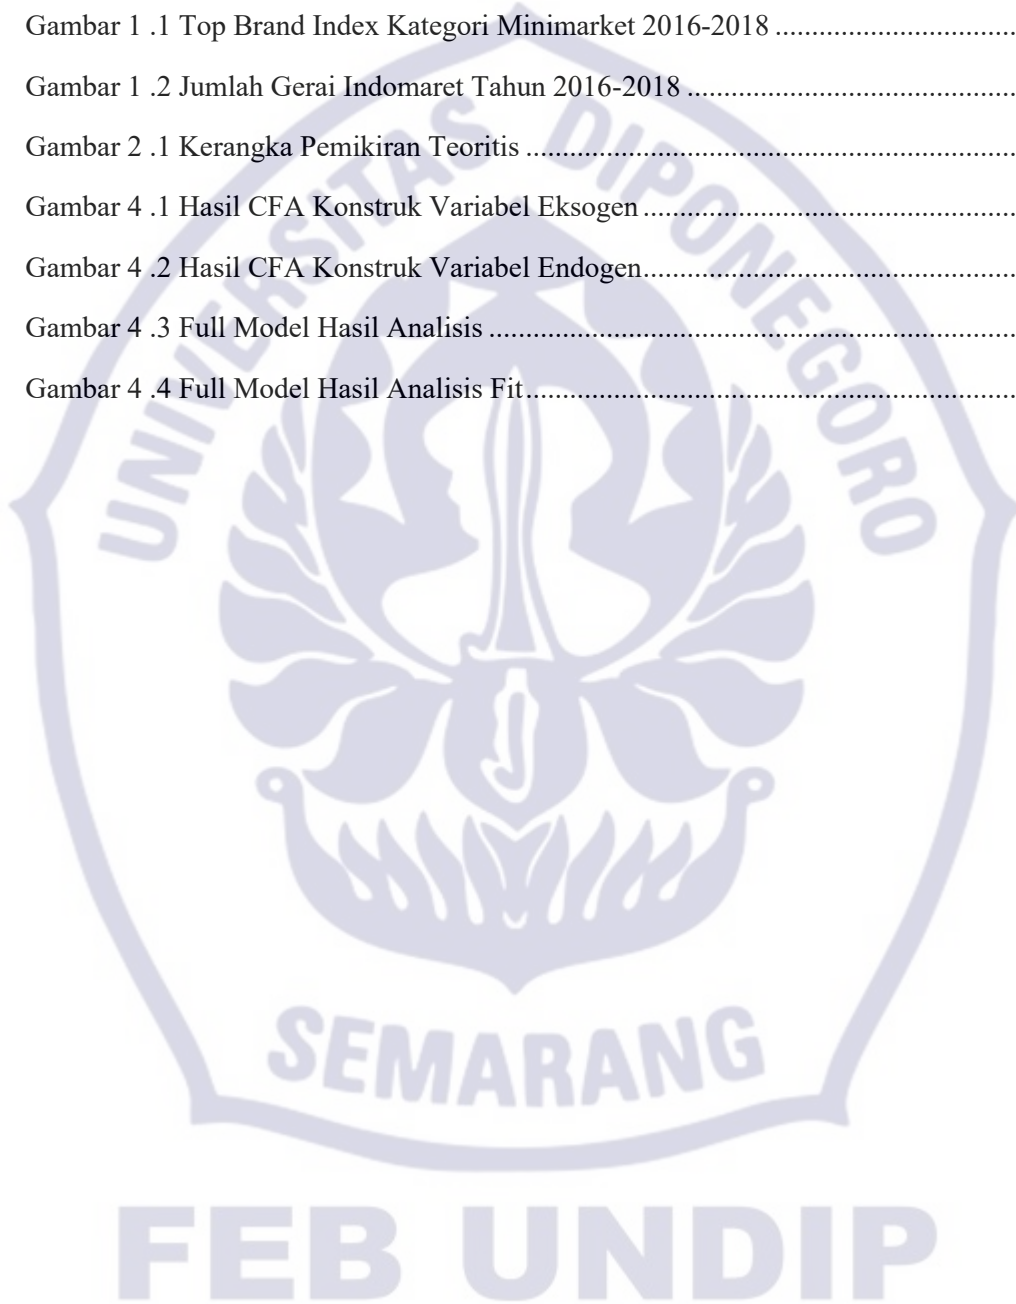 Gambar 1 .1 Top Brand Index Kategori Minimarket 2016-2018 ................................
Gambar 1 .2 Jumlah Gerai Indomaret Tahun 2016-2018 ............................................
Gambar 2 .1 Kerangka Pemikiran Teoritis .................................................................
Gambar 4 .1 Hasil CFA Konstruk Variabel Eksogen ..................................................
Gambar 4 .2 Hasil CFA Konstruk Variabel Endogen..................................................
Gambar 4 .3 Full Model Hasil Analisis .......................................................................
Gambar 4 .4 Full Model Hasil Analisis Fit..................................................................
UNIVERSITAS DIPONEGORO
SEMARANG
FEB UNDIP